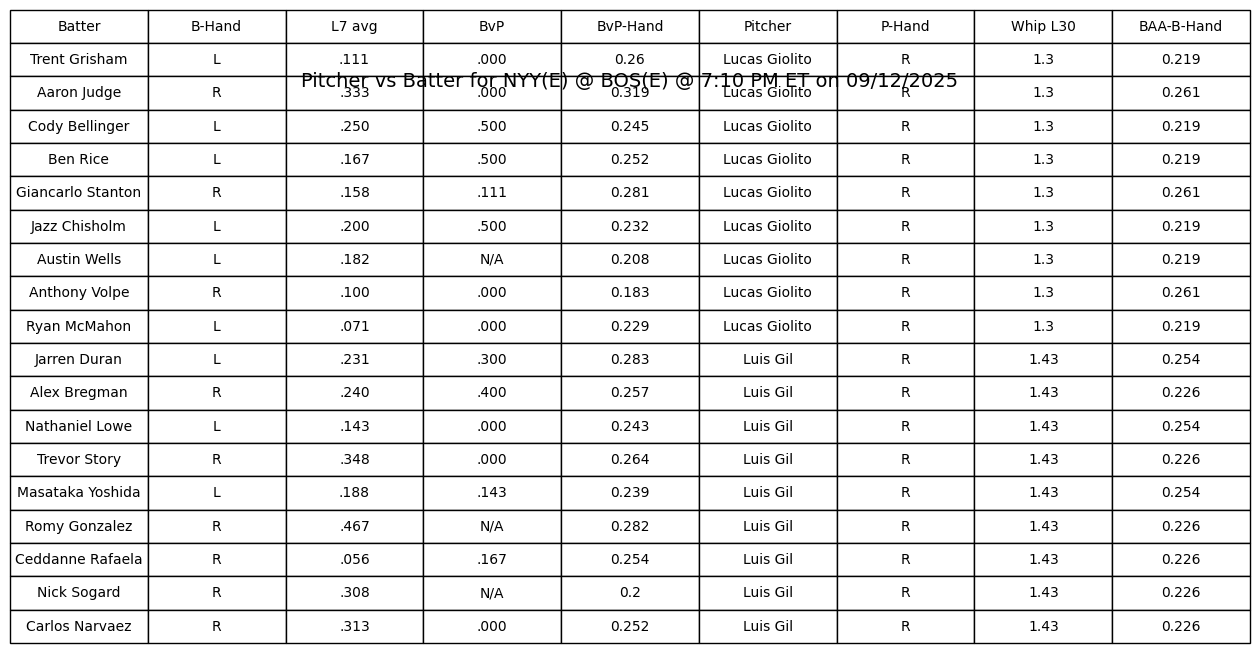 Batter B-Hand L7 avg BvP BvP-Hand Pitcher P-Hand Whip L30 BAA-B-Hand
Trent Grisham L .111 .000 0.26 Lucas Giolito R 1.3 0.219
Pitcher vs Batter for NYY(E) @ BOS(E) @ 7:10 PM ET on 09/12/2025
Aaron Judge R .333 .000 0.319 Lucas Giolito R 1.3 0.261
Cody Bellinger L .250 .500 0.245 Lucas Giolito R 1.3 0.219
Ben Rice L .167 .500 0.252 Lucas Giolito R 1.3 0.219
Giancarlo Stanton R .158 .111 0.281 Lucas Giolito R 1.3 0.261
Jazz Chisholm L .200 .500 0.232 Lucas Giolito R 1.3 0.219
Austin Wells L .182 N/A 0.208 Lucas Giolito R 1.3 0.219
Anthony Volpe R .100 .000 0.183 Lucas Giolito R 1.3 0.261
Ryan McMahon L .071 .000 0.229 Lucas Giolito R 1.3 0.219
Jarren Duran L .231 .300 0.283 Luis Gil R 1.43 0.254
Alex Bregman R .240 .400 0.257 Luis Gil R 1.43 0.226
Nathaniel Lowe L .143 .000 0.243 Luis Gil R 1.43 0.254
Trevor Story R .348 .000 0.264 Luis Gil R 1.43 0.226
Masataka Yoshida L .188 .143 0.239 Luis Gil R 1.43 0.254
Romy Gonzalez R .467 N/A 0.282 Luis Gil R 1.43 0.226
Ceddanne Rafaela R .056 .167 0.254 Luis Gil R 1.43 0.226
Nick Sogard R .308 N/A 0.2 Luis Gil R 1.43 0.226
Carlos Narvaez R .313 .000 0.252 Luis Gil R 1.43 0.226